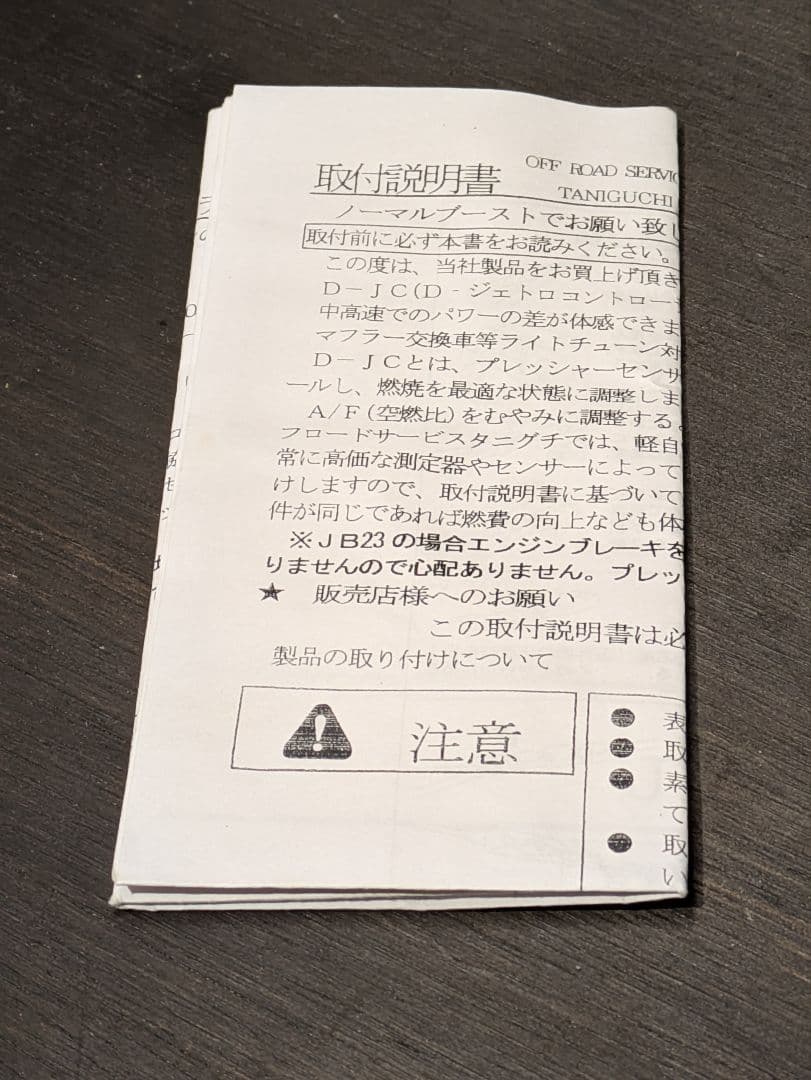 取付説明書
OFF ROAD SERVIC
TANIGUCHI
ノーマルブーストでお願い致し
取付前に必ず本書をお読みください。
この度は、当社製品をお買上げ頂き
D－JC(D‐ジェトロコントロー
中高速でのパワーの差が体感できま
マフラー交換車等ライトチューン対
D－JCとは、プレッシャーセンサ
ールし、燃焼を最適な状態に調整しま
A/F(空燃比)をむやみに調整する。
フロードサービスタニグチでは、軽自
常に高価な測定器やセンサーによって
けしますので、取付説明書に基づいて
件が同じであれば燃費の向上なども体
※JB23の場合エンジンブレーキを
りませんので心配ありません。プレッ
★ 販売店様へのお願い
この取付説明書は必
製品の取り付けについて
注意
● 表
● 取
● 素
て
● 取
い